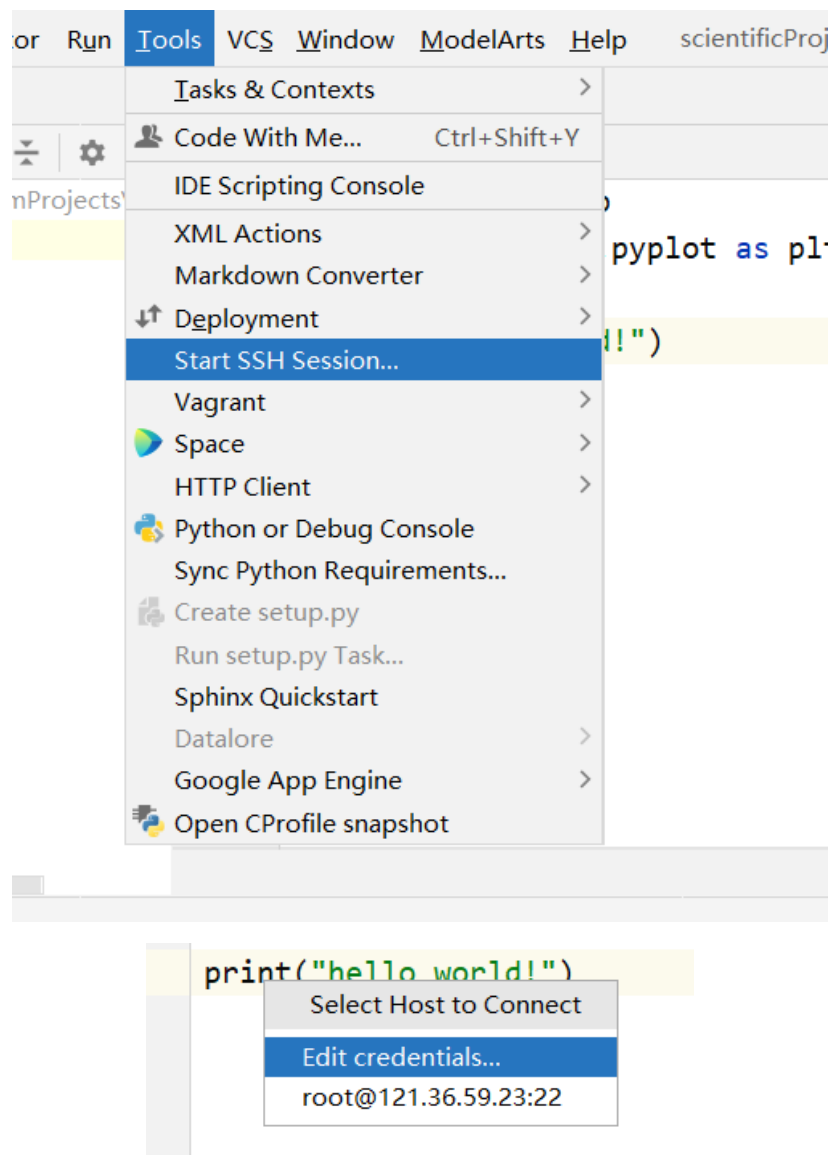 Run Tools VCS Window ModelArts Help
Tasks & Contexts
Code With Me... Ctrl+Shift+Y
IDE Scripting Console
XML Actions
pyplot as plt
Markdown Converter
Deployment
d!")
Start SSH Session...
Vagrant
Space
HTTP Client
Python or Debug Console
Sync Python Requirements...
Create setup.py
Run setup.py Task...
Sphinx Quickstart
Datalore
Google App Engine
Open CProfile snapshot
print("hello world!")
Select Host to Connect
Edit credentials...
root@121.36.59.23:22